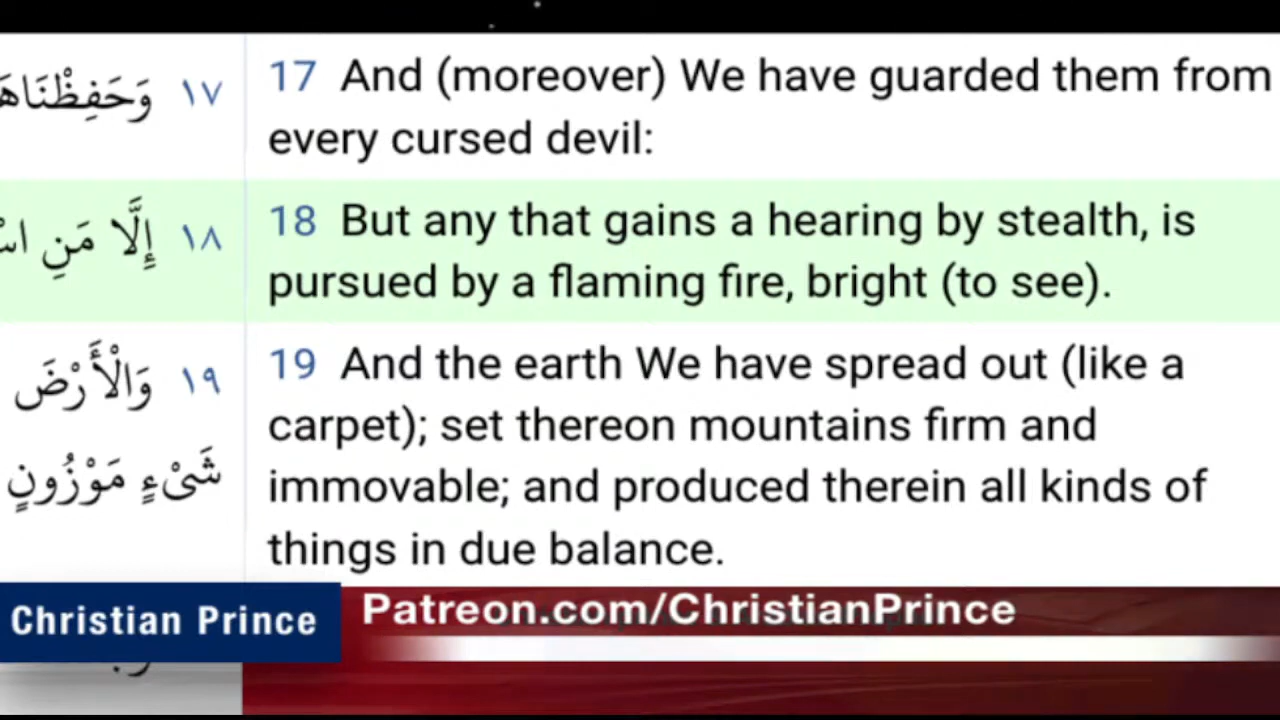 17 And (moreover) We have guarded them from
every cursed devil:
١٧ وَحَفِظْنَاهَ
18 But any that gains a hearing by stealth, is
pursued by a flaming fire, bright (to see).
١٨ إِلَّا مَنِ
19 And the earth We have spread out (like a
carpet); set thereon mountains firm and
immovable; and produced therein all kinds of
things in due balance.
١٩ وَالْأَرْضَ
شَيْءٍ مَوْزُونٍ
Christian Prince
Patreon.com/ChristianPrince